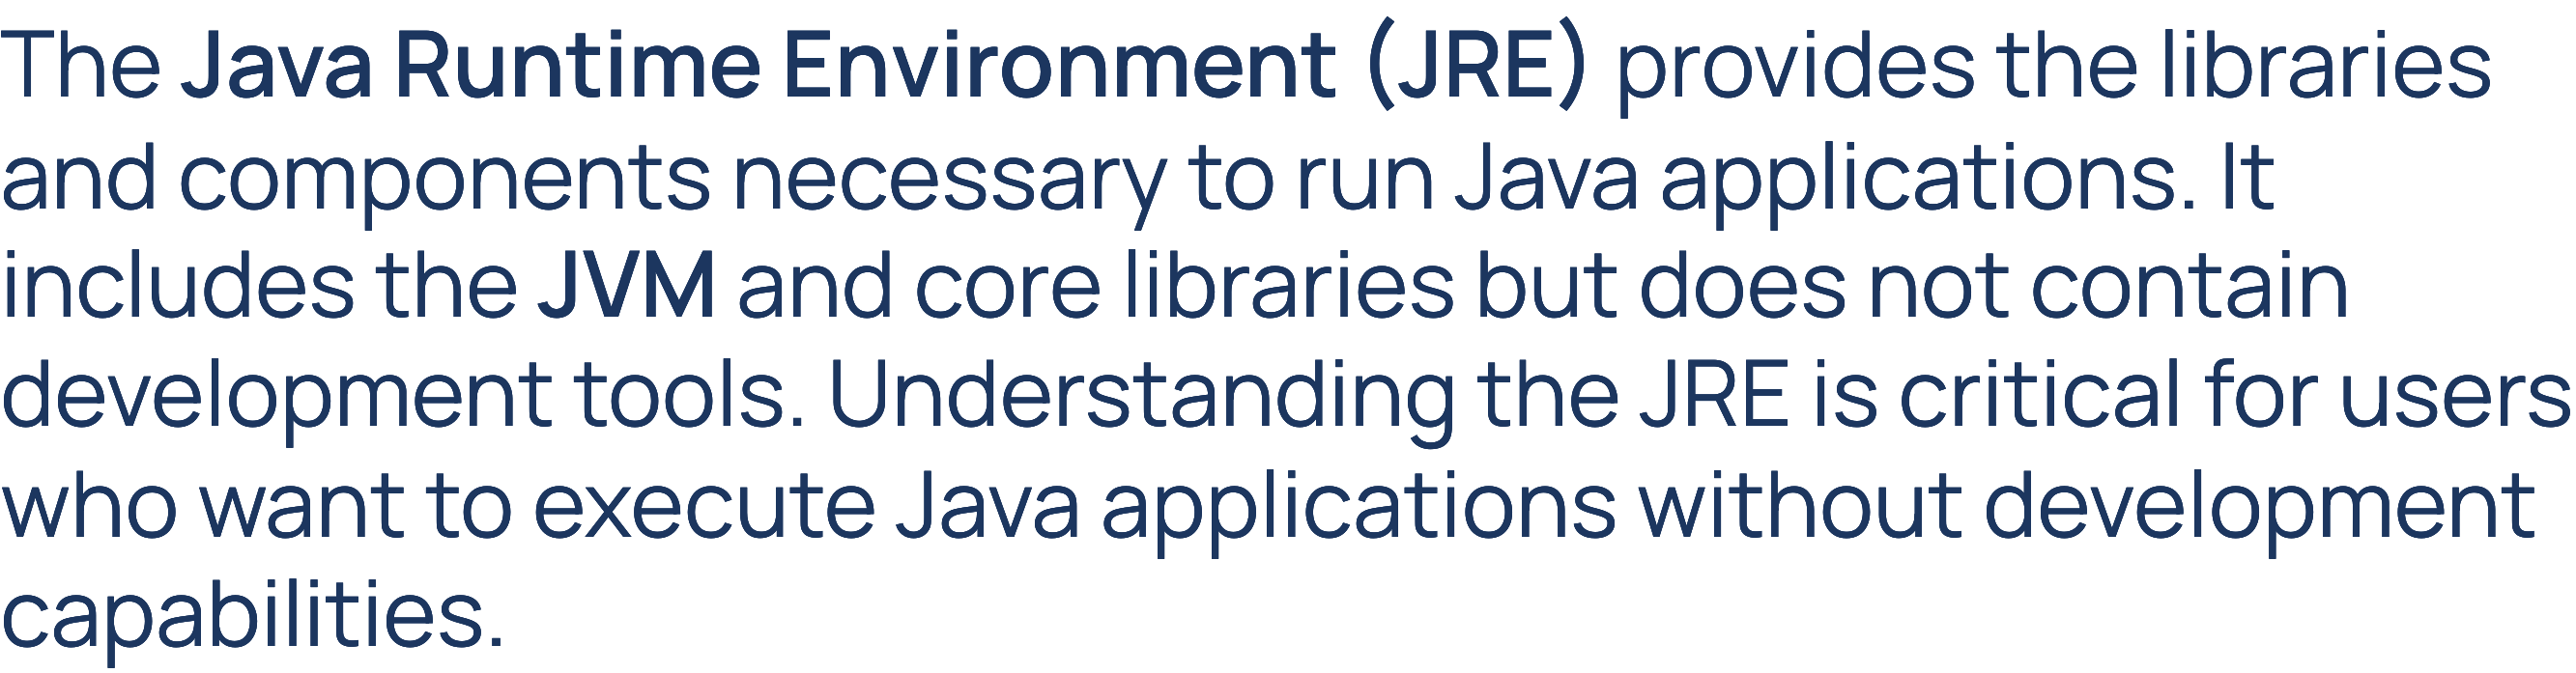 The Java Runtime Environment (JRE) provides the libraries
and components necessary to run Java applications. It
includes the JVM and core libraries but does not contain
development tools. Understanding the JRE is critical for users
who want to execute Java applications without development
capabilities.